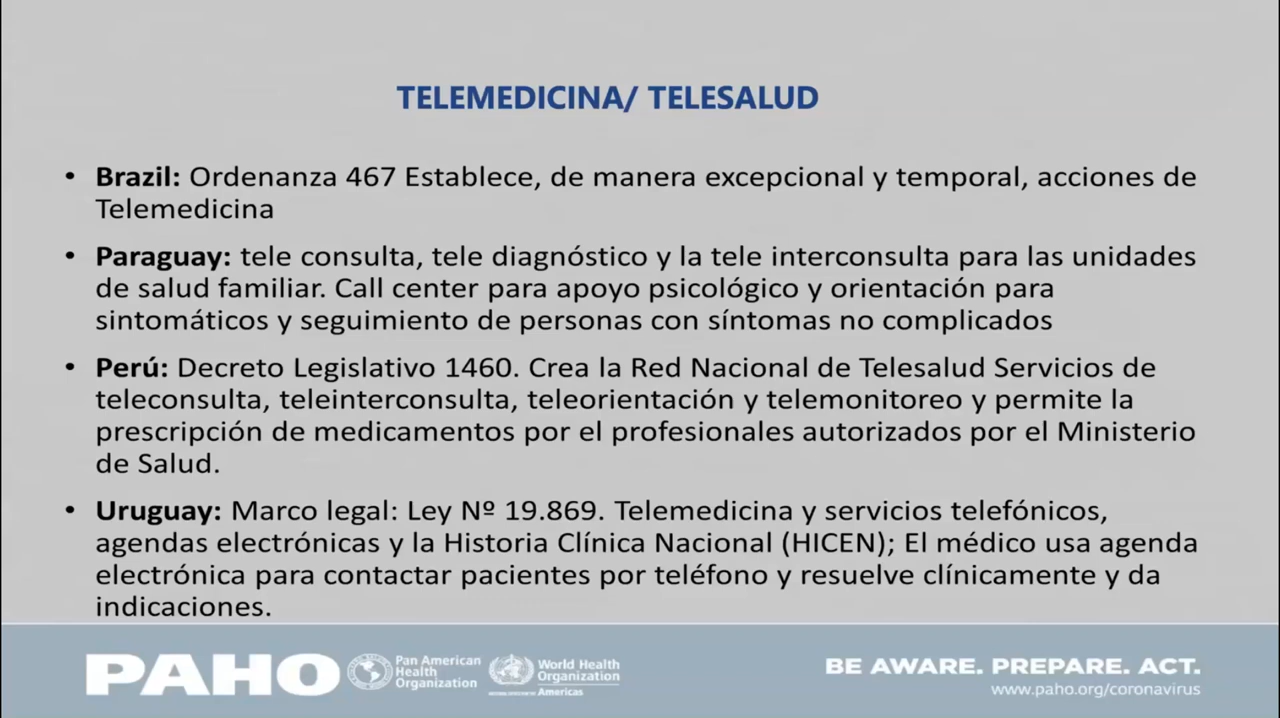 TELEMEDICINA/ TELESALUD
• Brazil: Ordenanza 467 Establece, de manera excepcional y temporal, acciones de
Telemedicina
• Paraguay: tele consulta, tele diagnóstico y la tele interconsulta para las unidades
de salud familiar. Call center para apoyo psicológico y orientación para
sintomáticos y seguimiento de personas con síntomas no complicados
• Perú: Decreto Legislativo 1460. Crea la Red Nacional de Telesalud Servicios de
teleconsulta, teleinterconsulta, teleorientación y telemonitoreo y permite la
prescripción de medicamentos por el profesionales autorizados por el Ministerio
de Salud.
• Uruguay: Marco legal: Ley Nº 19.869. Telemedicina y servicios telefónicos,
agendas electrónicas y la Historia Clínica Nacional (HICEN); El médico usa agenda
electrónica para contactar pacientes por teléfono y resuelve clínicamente y da
indicaciones.
PAHO
Pan American
Health
Organization
World Health
Organization
Americas
BE AWARE. PREPARE. ACT.
www.paho.org/coronavirus